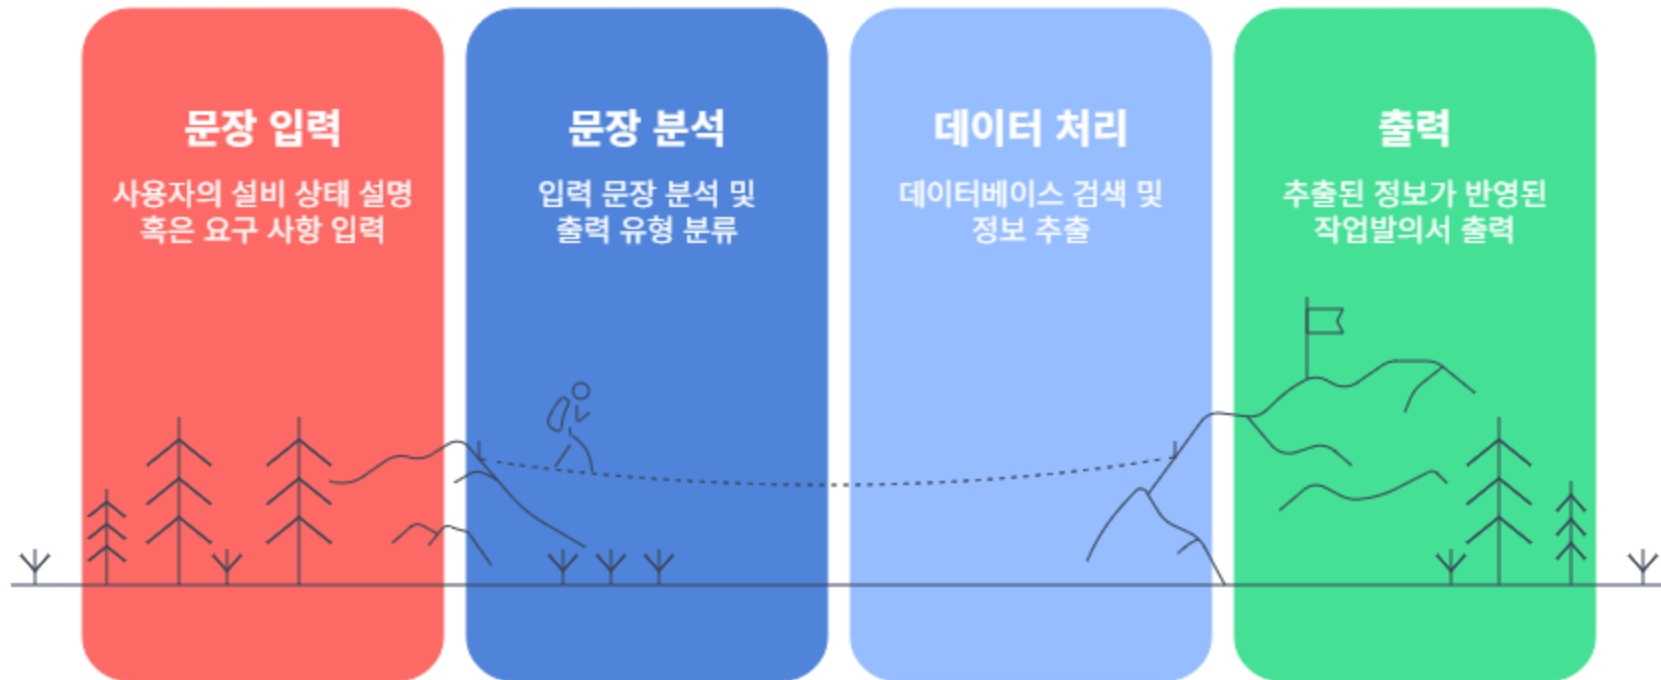 문장 입력
사용자의 설비 상태 설명
혹은 요구 사항 입력
문장 분석
입력 문장 분석 및
출력 유형 분류
데이터 처리
데이터베이스 검색 및
정보 추출
출력
추출된 정보가 반영된
작업발의서 출력